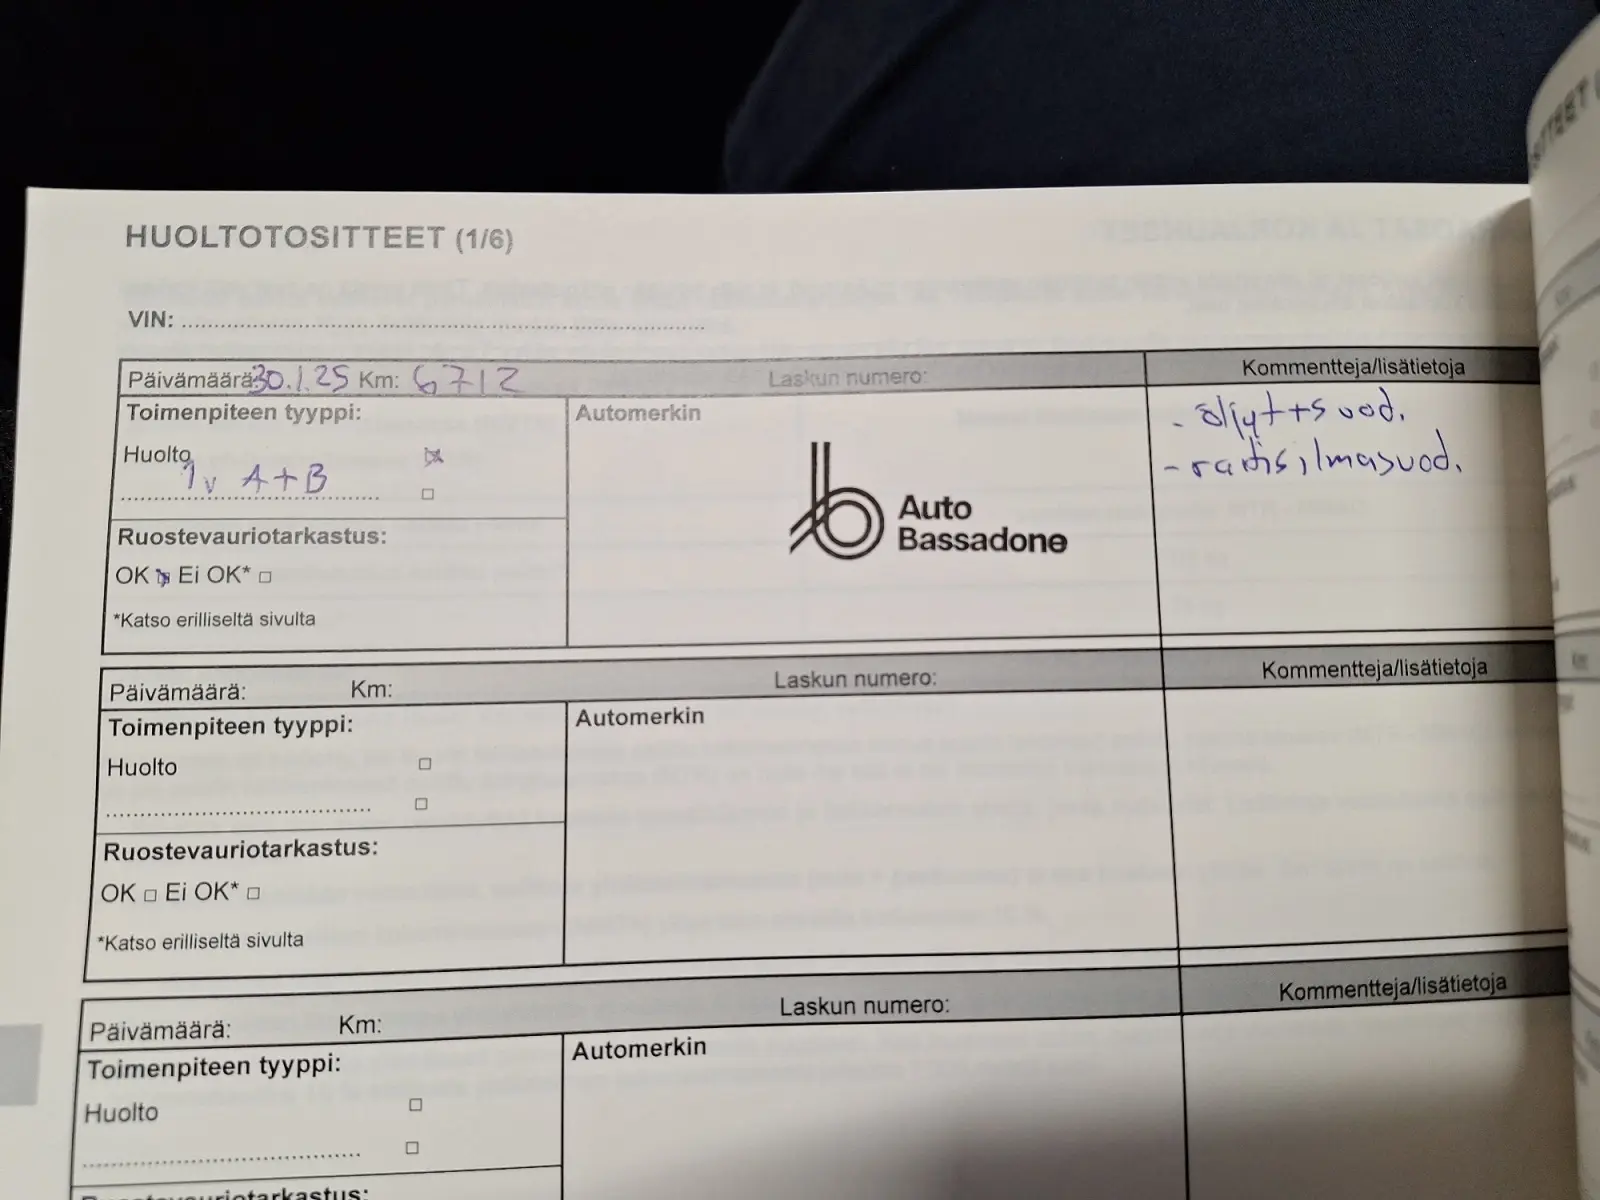 HUOLTOTOSITTEET (1/6)
VIN:
Päivämäärä: 30.1.25 Km: 6712 Laskun numero: Kommentteja/lisätietoja
Toimenpiteen tyyppi: Automerkin
- öljyt+suod.
Huolto
- raitisilmasuod.
1v A+B
Auto
Bassadone
Ruostevauriotarkastus:
OK Ei OK*
*Katso erilliseltä sivulta
Päivämäärä: Km: Laskun numero: Kommentteja/lisätietoja
Toimenpiteen tyyppi: Automerkin
Huolto
Ruostevauriotarkastus:
OK Ei OK*
*Katso erilliseltä sivulta
Päivämäärä: Km: Laskun numero: Kommentteja/lisätietoja
Toimenpiteen tyyppi: Automerkin
Huolto
Ruostevauriotarkastus: